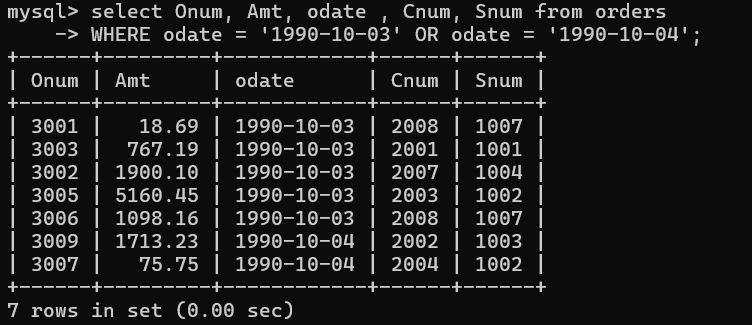 mysql> select Onum, Amt, odate , Cnum, Snum from orders
    -> WHERE odate = '1990-10-03' OR odate = '1990-10-04';
+------+---------+------------+------+------+
| Onum | Amt     | odate      | Cnum | Snum |
+------+---------+------------+------+------+
| 3001 |   18.69 | 1990-10-03 | 2008 | 1007 |
| 3003 |  767.19 | 1990-10-03 | 2001 | 1001 |
| 3002 | 1900.10 | 1990-10-03 | 2007 | 1004 |
| 3005 | 5160.45 | 1990-10-03 | 2003 | 1002 |
| 3006 | 1098.16 | 1990-10-03 | 2008 | 1007 |
| 3009 | 1713.23 | 1990-10-04 | 2002 | 1003 |
| 3007 |   75.75 | 1990-10-04 | 2004 | 1002 |
+------+---------+------------+------+------+
7 rows in set (0.00 sec)